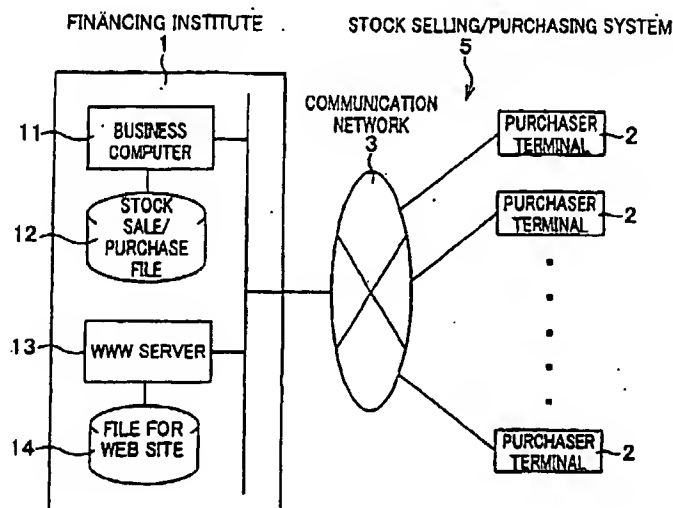 FINANCING INSTITUTE
1
STOCK SELLING/PURCHASING SYSTEM
5
COMMUNICATION
NETWORK
3
11
BUSINESS
COMPUTER
12
STOCK
SALE/
PURCHASE
FILE
13
WWW SERVER
14
FILE FOR
WEB SITE
PURCHASER
TERMINAL
2
PURCHASER
TERMINAL
2
PURCHASER
TERMINAL
2